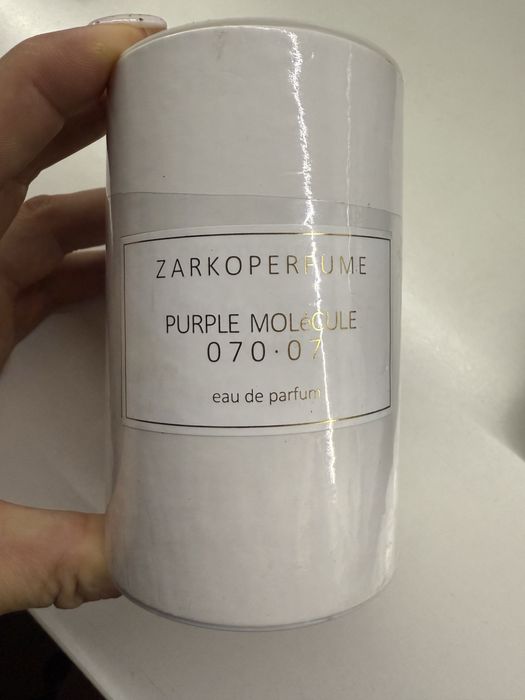 ZARKOPERFUME
PURPLE MOLéCULE
070·07
eau de parfum